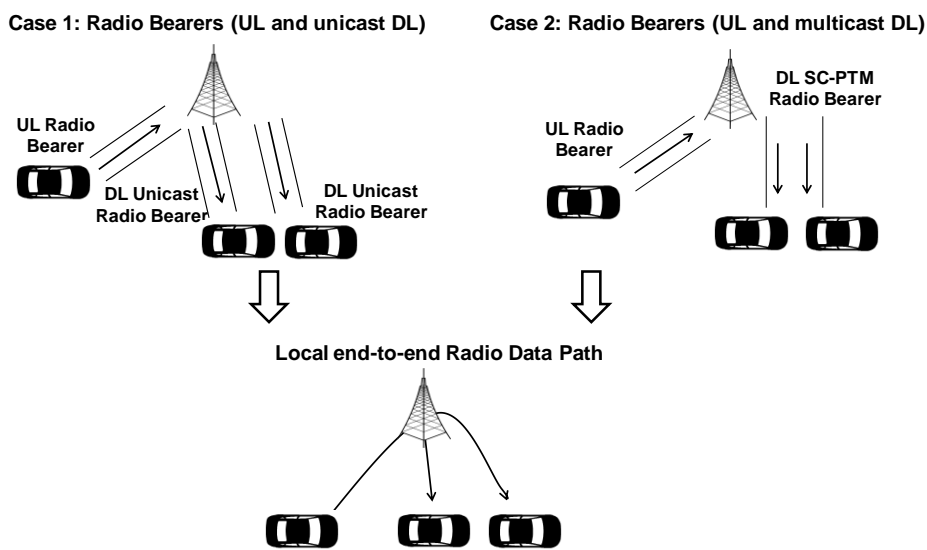 Case 1: Radio Bearers (UL and unicast DL)
UL Radio
Bearer
DL Unicast
Radio Bearer
DL Unicast
Radio Bearer
Case 2: Radio Bearers (UL and multicast DL)
DL SC-PTM
Radio Bearer
UL Radio
Bearer
Local end-to-end Radio Data Path